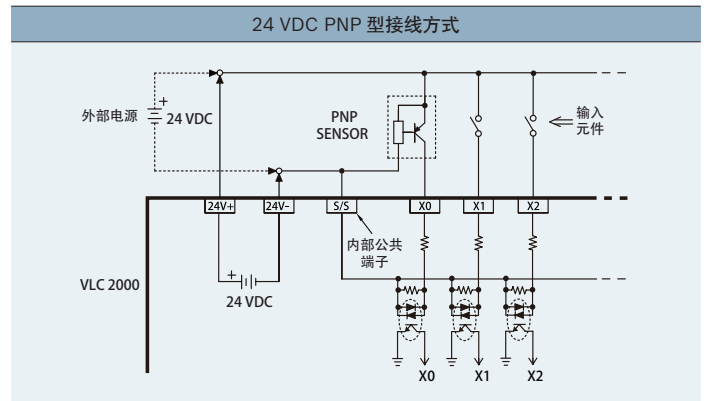 24 VDC PNP 型接线方式
外部电源
+
24 VDC
PNP
SENSOR
输入
元件
24V+
24V-
S/S
X0
X1
X2
内部公共
端子
VLC 2000
+
24 VDC
X0
X1
X2